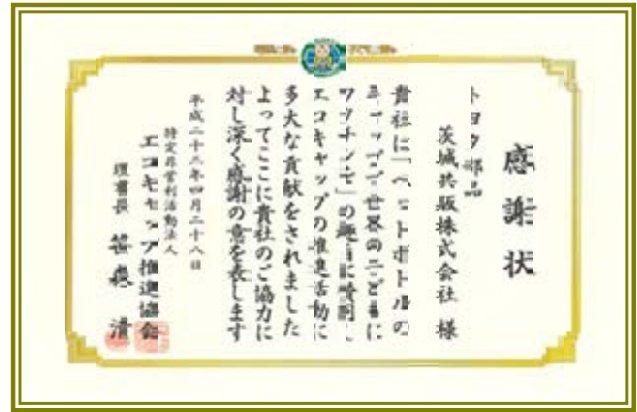 感謝状
トヨタ部品
茨城共販株式会社 様
貴社は「ペットボトルの
キャップで世界の子どもに
ワクチンを」の趣旨に賛同し
エコキャップの推進活動に
多大な貢献をされました
よってここに貴社のご協力に
対し深く感謝の意を表します
平成二十三年四月二十八日
特定非営利活動法人
エコキャップ推進協会
理事長 清